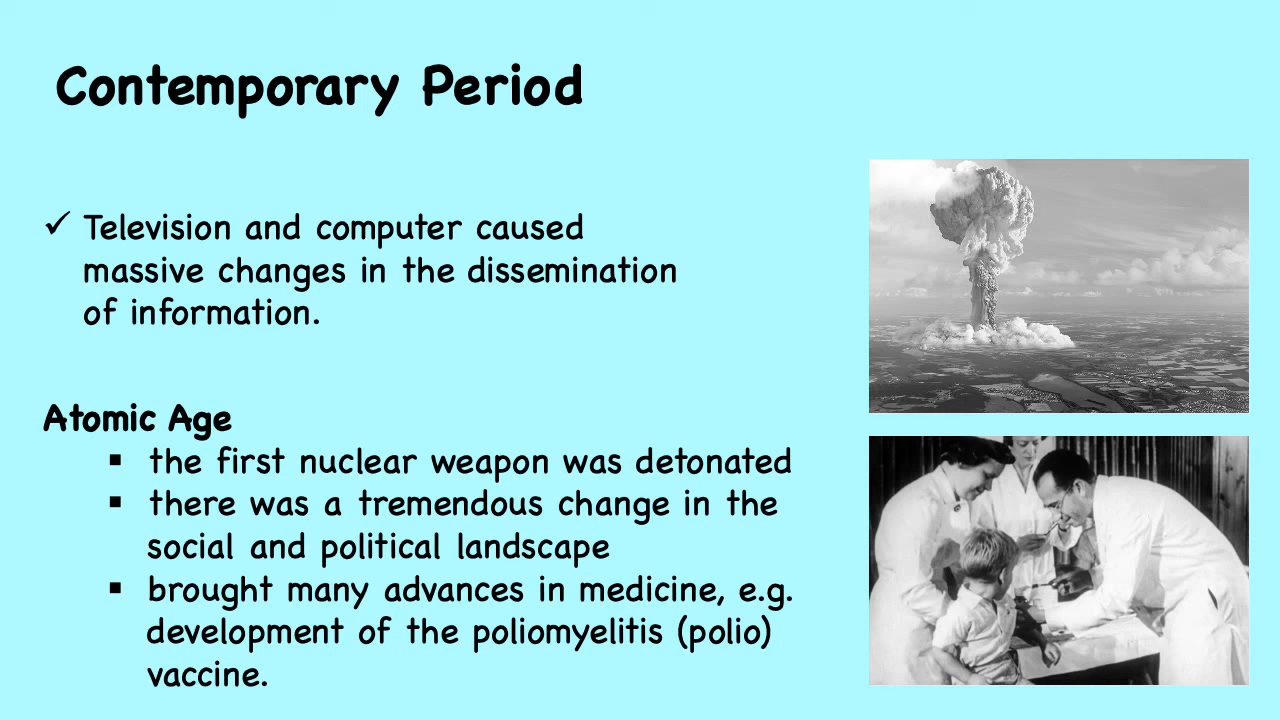 Contemporary Period
✓ Television and computer caused
massive changes in the dissemination
of information.
Atomic Age
▪ the first nuclear weapon was detonated
▪ there was a tremendous change in the
social and political landscape
▪ brought many advances in medicine, e.g.
development of the poliomyelitis (polio)
vaccine.